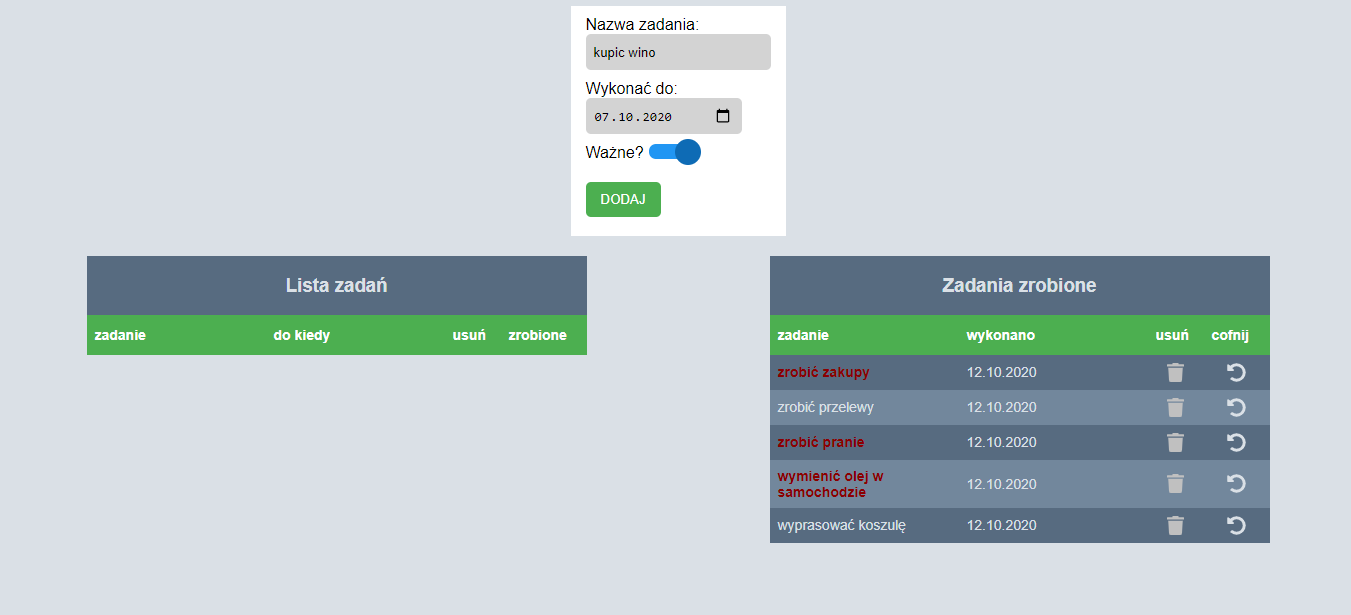 Nazwa zadania:
kupic wino
Wykonać do:
07.10.2020
Ważne?
DODAJ
Lista zadań
zadanie do kiedy usuń zrobione
Zadania zrobione
zadanie wykonano usuń cofnij
zrobić zakupy 12.10.2020
zrobić przelewy 12.10.2020
zrobić pranie 12.10.2020
wymienić olej w
samochodzie 12.10.2020
wyprasować koszulę 12.10.2020